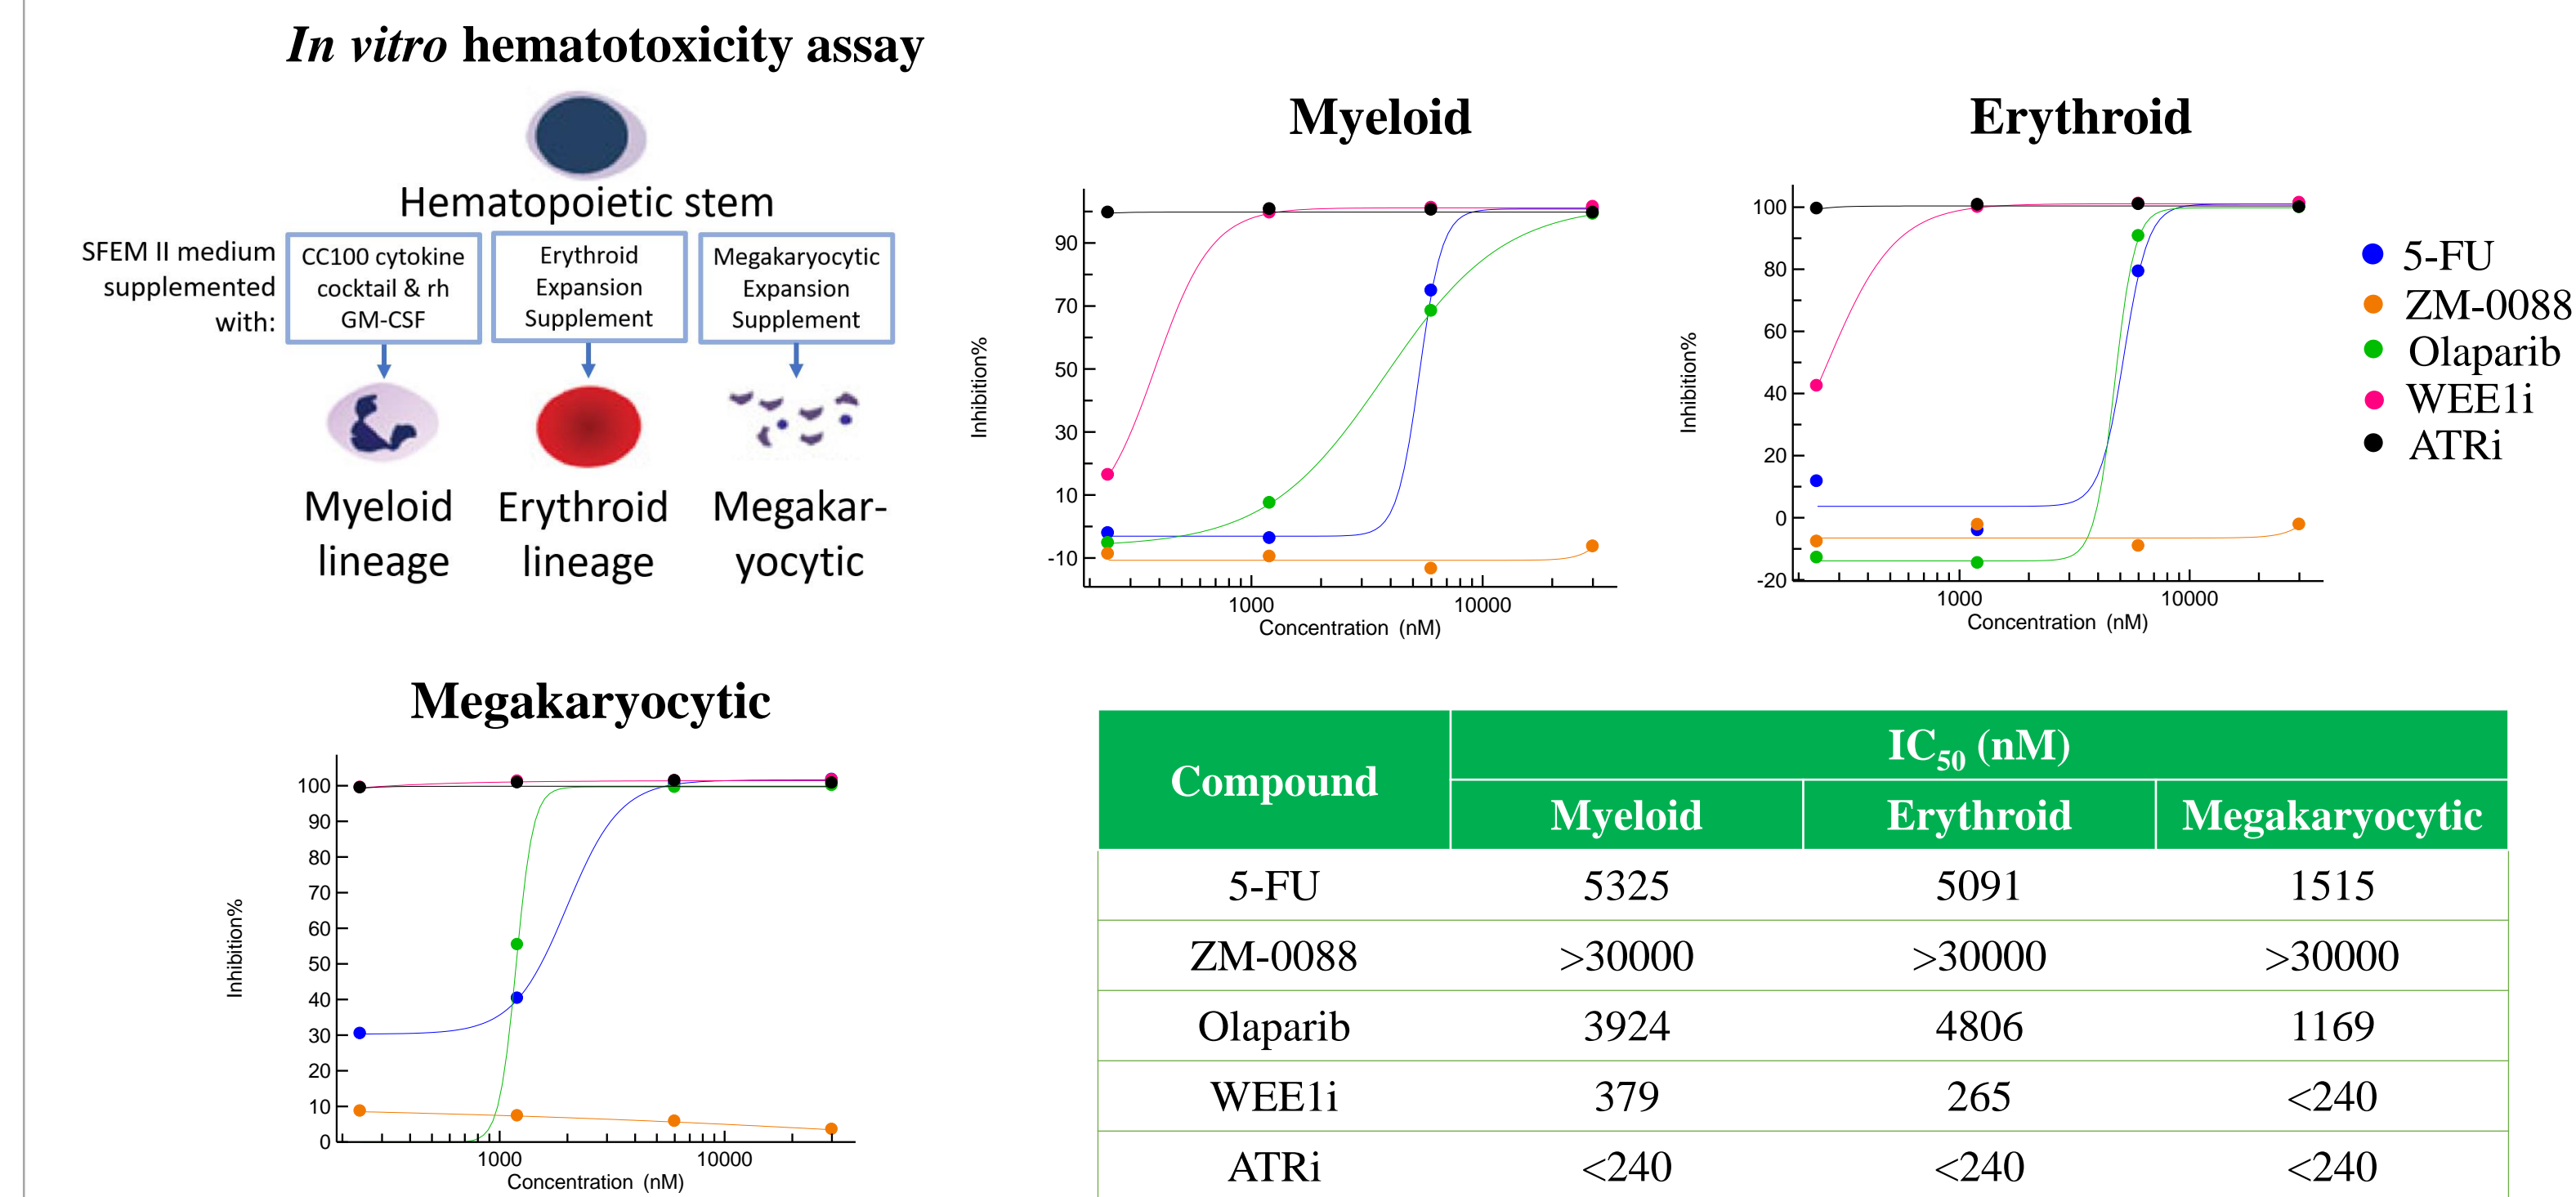 In vitro hematotoxicity assay
Hematopoietic stem
SFEM II medium
supplemented
with:
CC100 cytokine
cocktail & rh
GM-CSF
Erythroid
Expansion
Supplement
Megakaryocytic
Expansion
Supplement
Myeloid
lineage
Erythroid
lineage
Megakar-
yocytic
Myeloid
Inhibition%
90
70
50
30
10
-10
1000 10000
Concentration (nM)
Erythroid
Inhibition%
100
80
60
40
20
0
-20
1000 10000
Concentration (nM)
5-FU
ZM-0088
Olaparib
WEE1i
ATRi
Megakaryocytic
Inhibition%
100
90
80
70
60
50
40
30
20
10
0
1000 10000
Concentration (nM)
Compound IC50 (nM)
Myeloid Erythroid Megakaryocytic
5-FU 5325 5091 1515
ZM-0088 >30000 >30000 >30000
Olaparib 3924 4806 1169
WEE1i 379 265 <240
ATRi <240 <240 <240